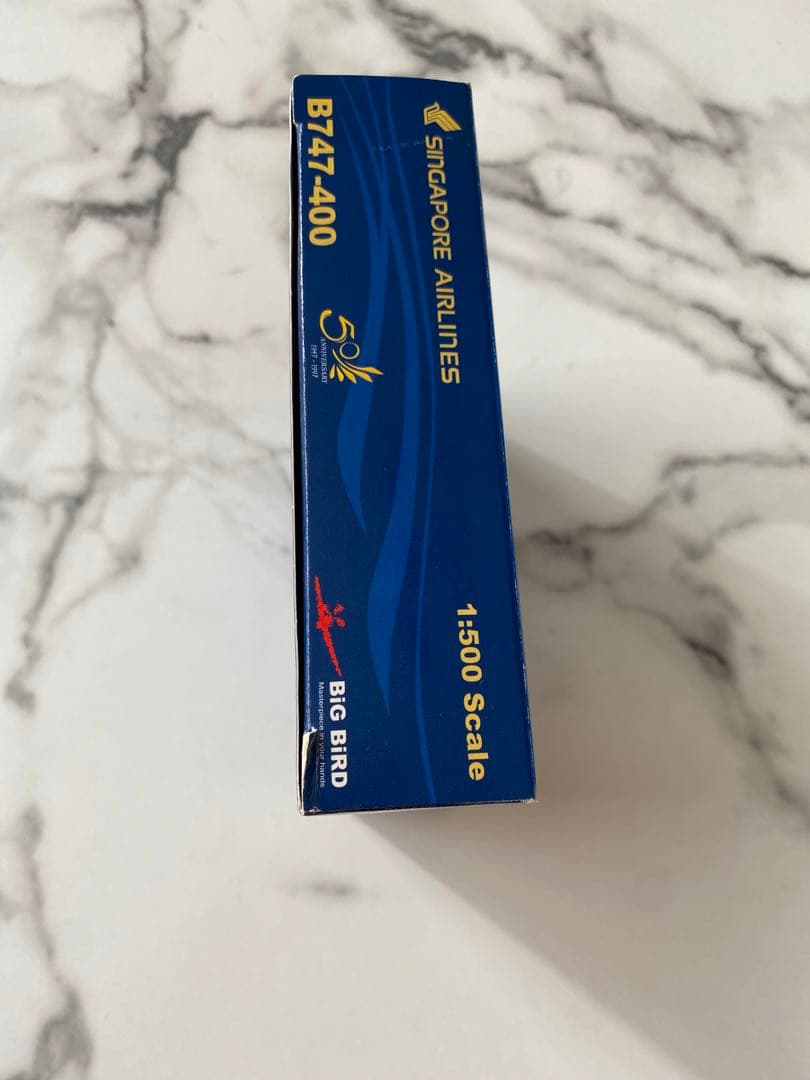 SINGAPORE AIRLINES
1:500 Scale
B747-400
50
ANNIVERSARY
1947 - 1997
BiG BiRD
Masterpiece in your hands